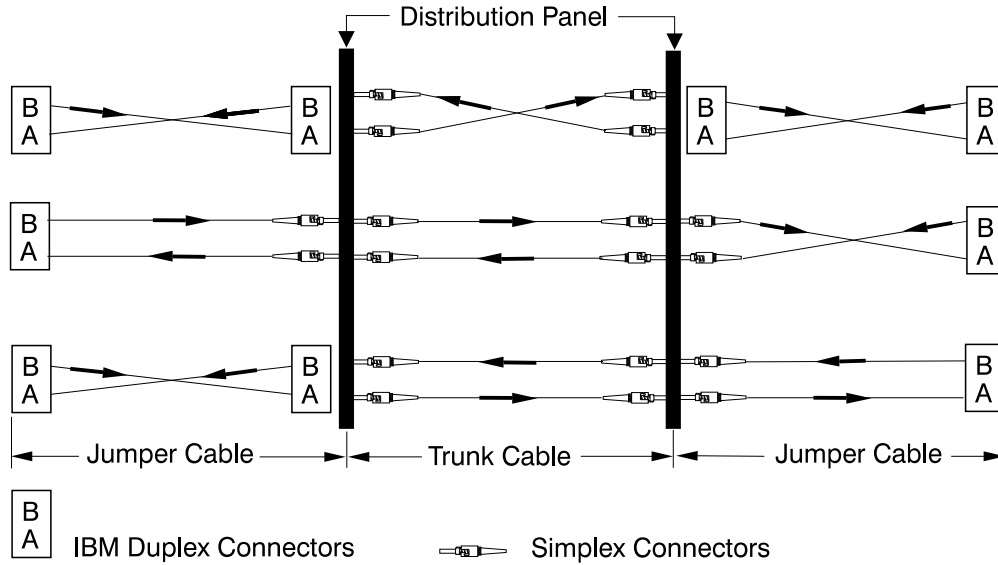 Distribution Panel
B
A
B
A
B
A
B
A
B
A
B
A
B
A
B
A
B
A
Jumper Cable
Trunk Cable
Jumper Cable
B
A
IBM Duplex Connectors
Simplex Connectors